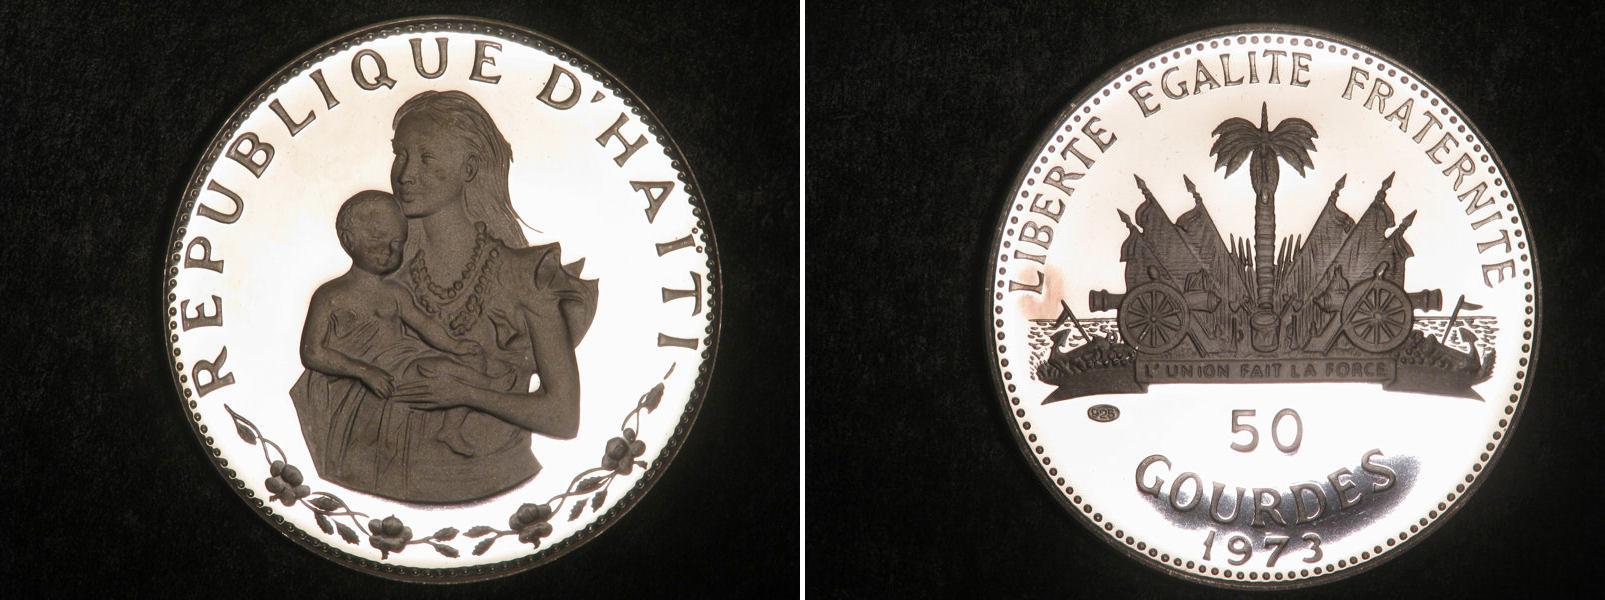 REPUBLIQUE D'HAITI
LIBERTE EGALITE FRATERNITE
L'UNION FAIT LA FORCE
925
50
GOURDES
1973